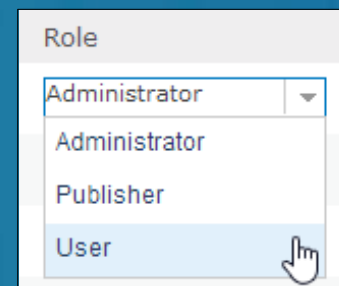 Role
Administrator
Administrator
Publisher
User